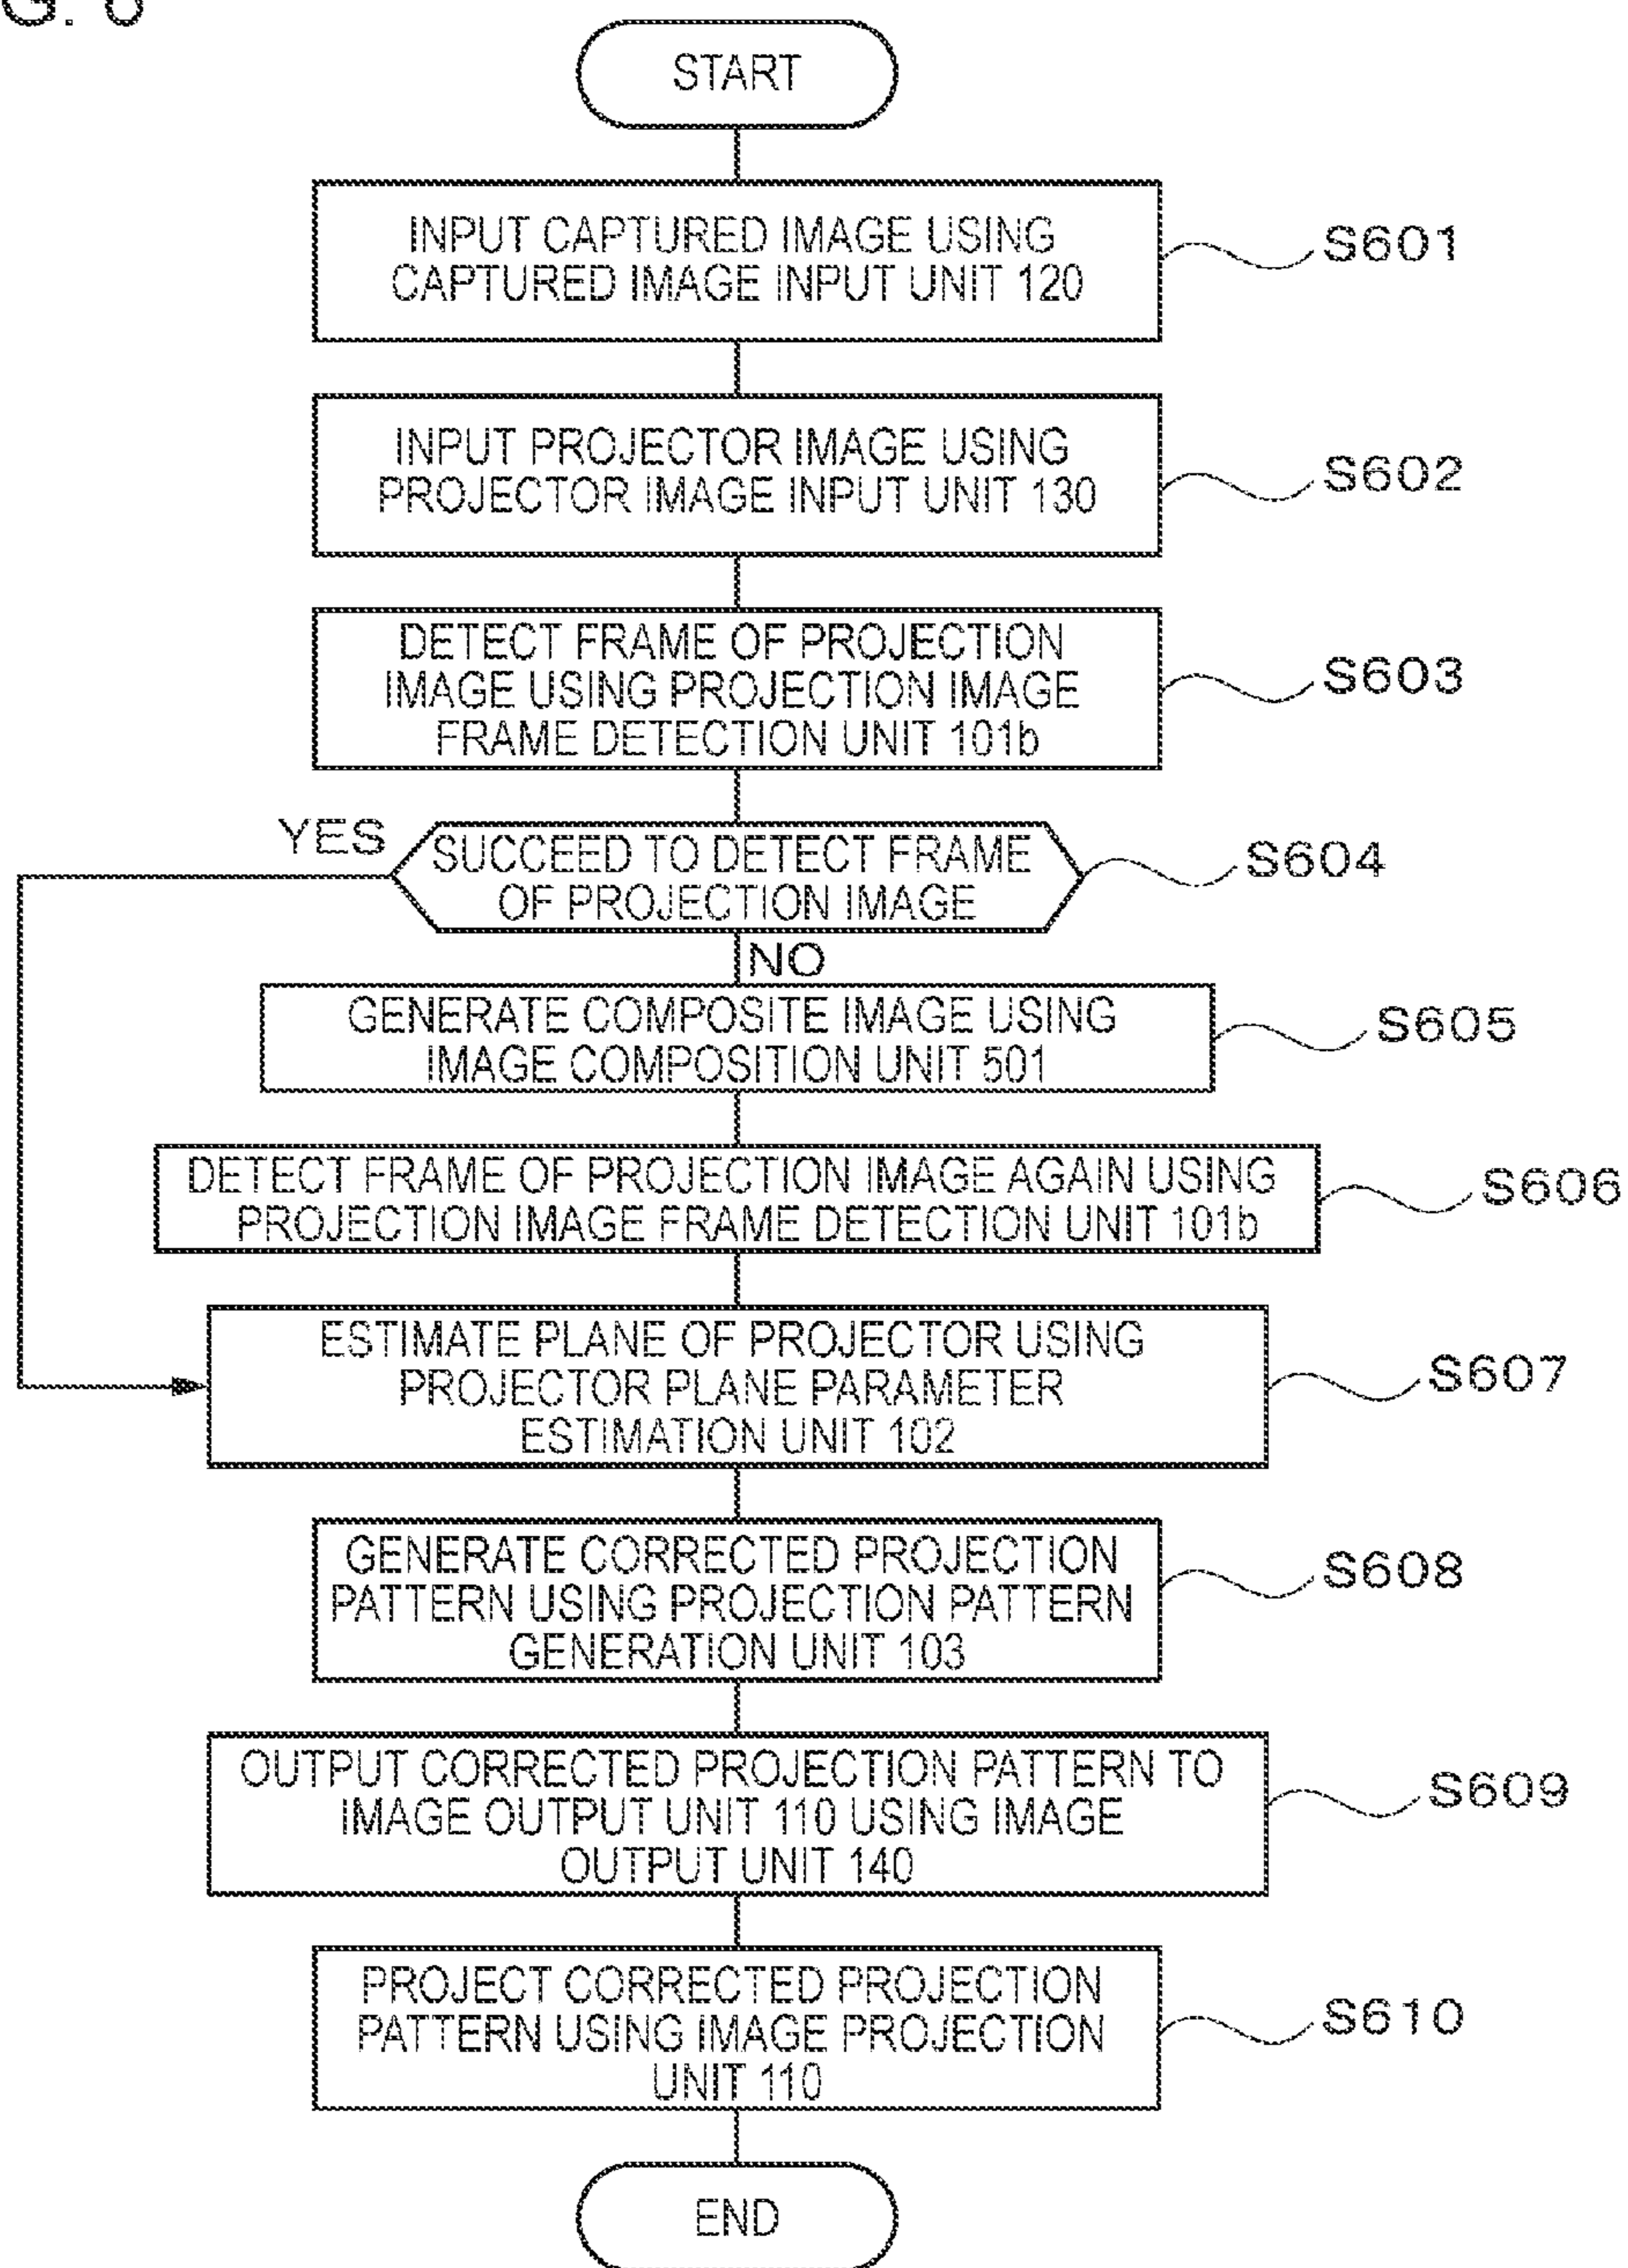 START
INPUT CAPTURED IMAGE USING
CAPTURED IMAGE INPUT UNIT 120
S601
INPUT PROJECTOR IMAGE USING
PROJECTOR IMAGE INPUT UNIT 130
S602
DETECT FRAME OF PROJECTION
IMAGE USING PROJECTION IMAGE
FRAME DETECTION UNIT 101b
S603
YES
SUCCEED TO DETECT FRAME
OF PROJECTION IMAGE
S604
NO
GENERATE COMPOSITE IMAGE USING
IMAGE COMPOSITION UNIT 501
S605
DETECT FRAME OF PROJECTION IMAGE AGAIN USING
PROJECTION IMAGE FRAME DETECTION UNIT 101b
S606
ESTIMATE PLANE OF PROJECTOR USING
PROJECTOR PLANE PARAMETER
ESTIMATION UNIT 102
S607
GENERATE CORRECTED PROJECTION
PATTERN USING PROJECTION PATTERN
GENERATION UNIT 103
S608
OUTPUT CORRECTED PROJECTION PATTERN TO
IMAGE OUTPUT UNIT 110 USING IMAGE
OUTPUT UNIT 140
S609
PROJECT CORRECTED PROJECTION
PATTERN USING IMAGE PROJECTION
UNIT 110
S610
END